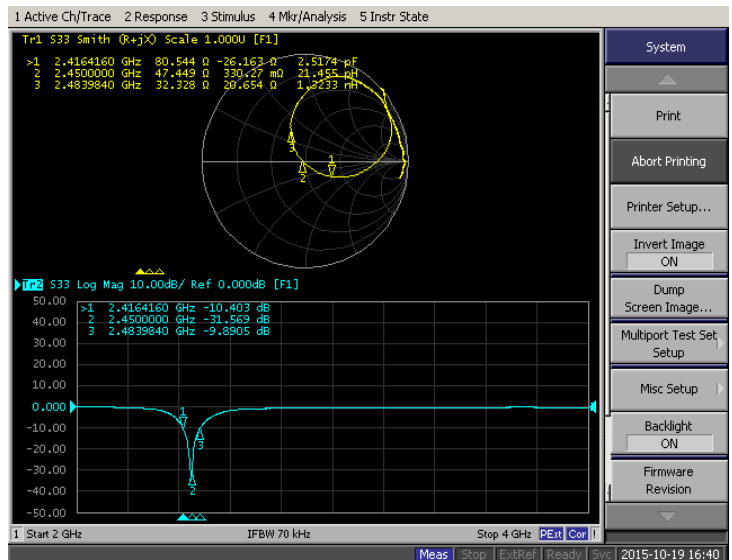 1 Active Ch/Trace 2 Response 3 Stimulus 4 Mkr/Analysis 5 Instr State
Tr1 S33 Smith (R+jX) Scale 1.000U [F1]
>1 2.4164160 GHz 80.544 Ω -26.163 Ω 2.5174 pF
2 2.4500000 GHz 47.449 Ω 330.27 mΩ 21.455 pH
3 2.4839840 GHz 32.328 Ω 20.654 Ω 1.3233 nH
3
1
2
Tr2 S33 Log Mag 10.00dB/ Ref 0.000dB [F1]
50.00
>1 2.4164160 GHz -10.403 dB
2 2.4500000 GHz -31.569 dB
3 2.4839840 GHz -9.8905 dB
40.00
30.00
20.00
10.00
0.000
1
-10.00
3
-20.00
-30.00
-40.00
2
-50.00
1 Start 2 GHz IFBW 70 kHz Stop 4 GHz PExt Cor !
System
Print
Abort Printing
Printer Setup...
Invert Image
ON
Dump
Screen Image...
Multiport Test Set
Setup
Misc Setup
Backlight
ON
Firmware
Revision
Meas Stop ExtRef Ready Svc 2015-10-19 16:40